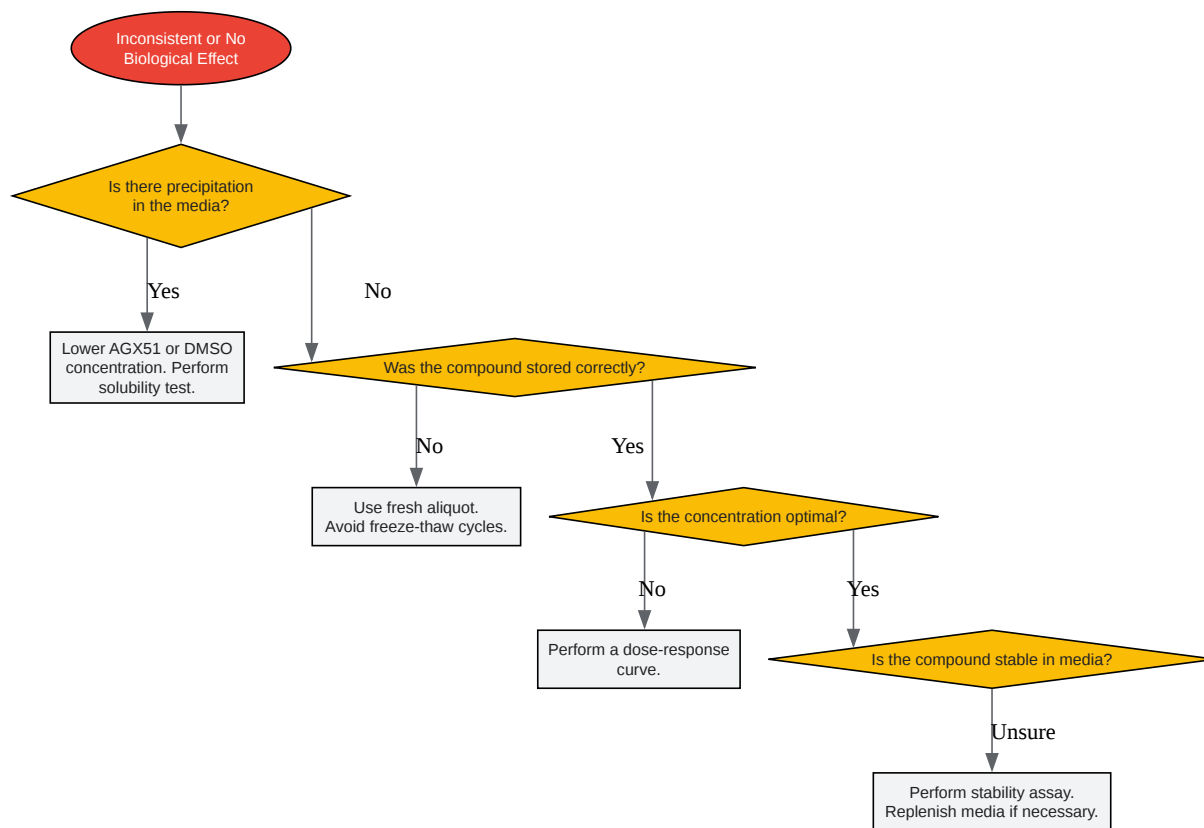 Inconsistent or No
Biological Effect
Is there precipitation
in the media?
Yes
No
Lower AGX51 or DMSO
concentration. Perform
solubility test.
Was the compound stored correctly?
No
Yes
Use fresh aliquot.
Avoid freeze-thaw cycles.
Is the concentration optimal?
No
Yes
Perform a dose-response
curve.
Is the compound stable in media?
Unsure
Perform stability assay.
Replenish media if necessary.